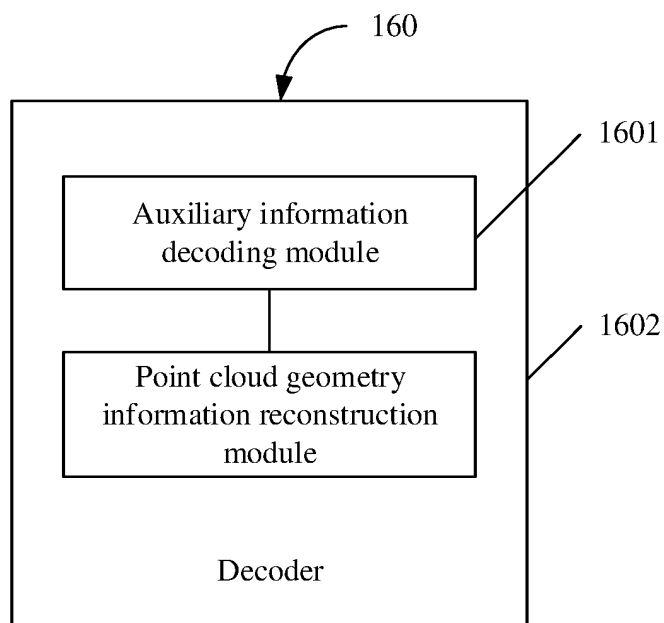 160
1601
Auxiliary information
decoding module
1602
Point cloud geometry
information reconstruction
module
Decoder